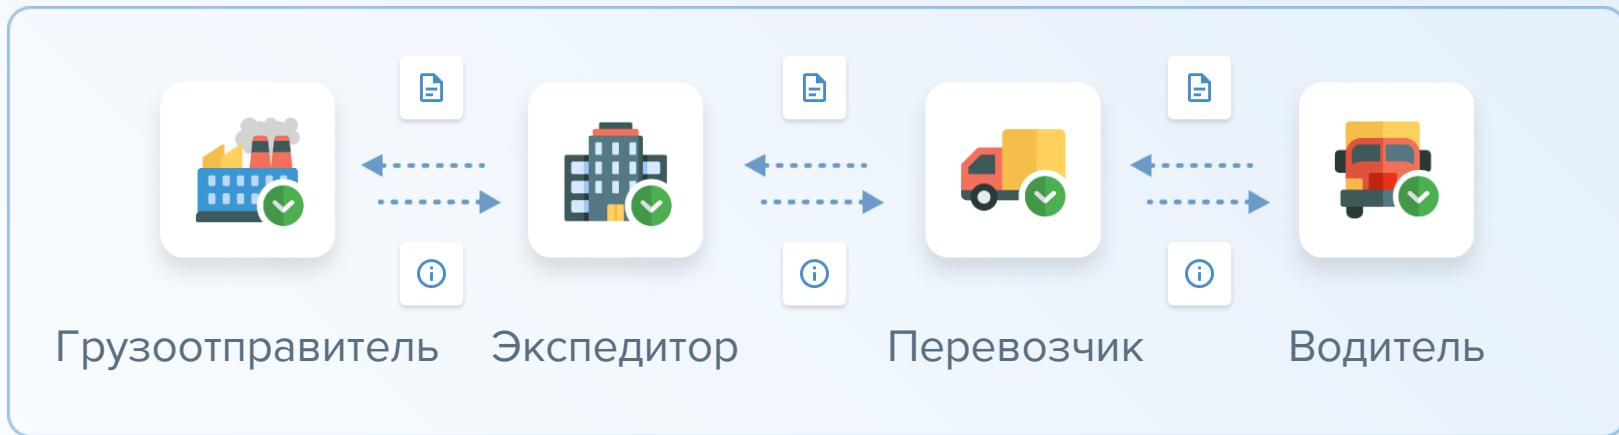 Грузоотправитель Экспедитор Перевозчик Водитель